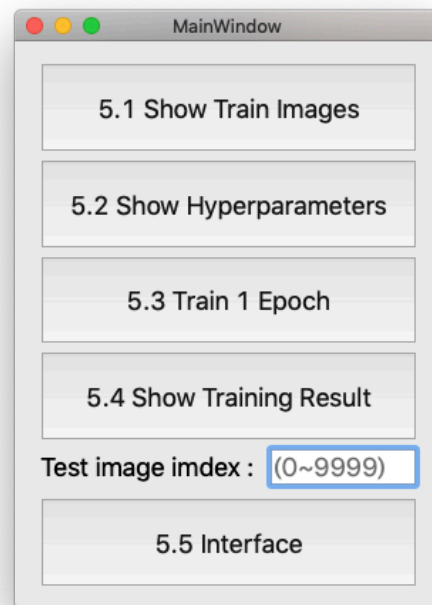 MainWindow
5.1 Show Train Images
5.2 Show Hyperparameters
5.3 Train 1 Epoch
5.4 Show Training Result
Test image imdex : (0~9999)
5.5 Interface